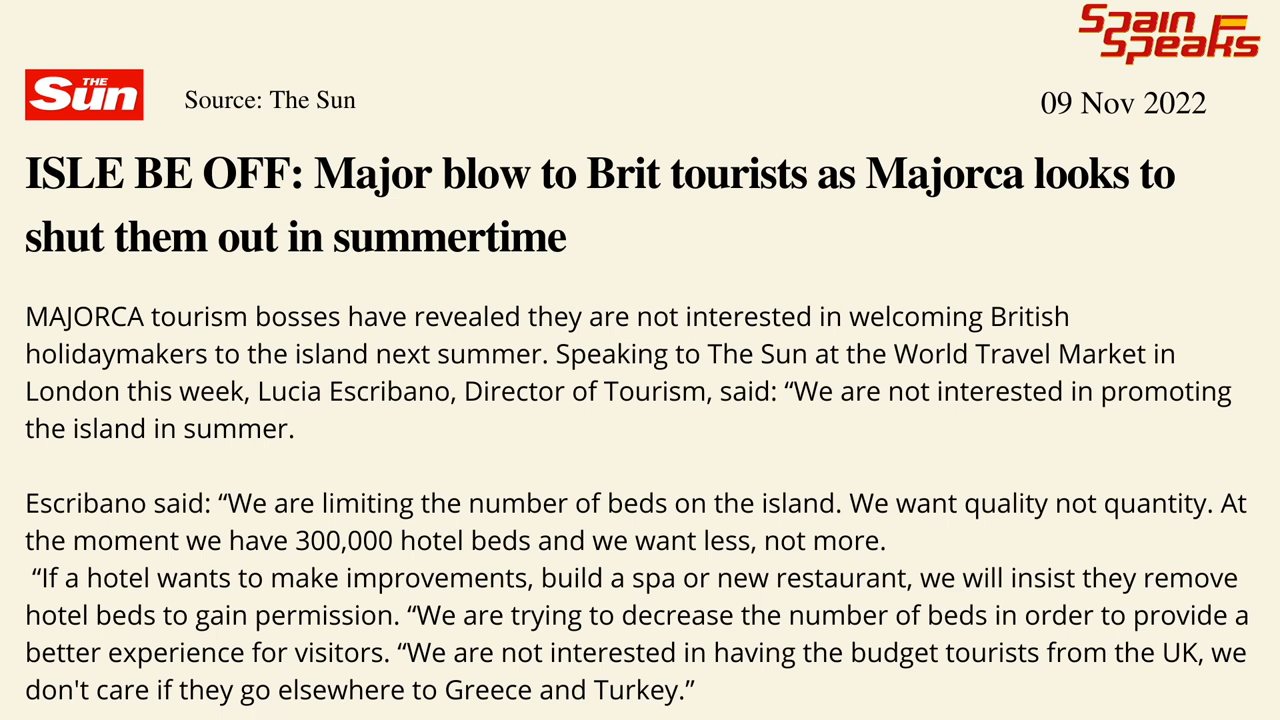 Spain
Speaks
THE
Sun
Source: The Sun
09 Nov 2022
ISLE BE OFF: Major blow to Brit tourists as Majorca looks to
shut them out in summertime
MAJORCA tourism bosses have revealed they are not interested in welcoming British
holidaymakers to the island next summer. Speaking to The Sun at the World Travel Market in
London this week, Lucia Escribano, Director of Tourism, said: “We are not interested in promoting
the island in summer.
Escribano said: “We are limiting the number of beds on the island. We want quality not quantity. At
the moment we have 300,000 hotel beds and we want less, not more.
“If a hotel wants to make improvements, build a spa or new restaurant, we will insist they remove
hotel beds to gain permission. “We are trying to decrease the number of beds in order to provide a
better experience for visitors. “We are not interested in having the budget tourists from the UK, we
don't care if they go elsewhere to Greece and Turkey.”